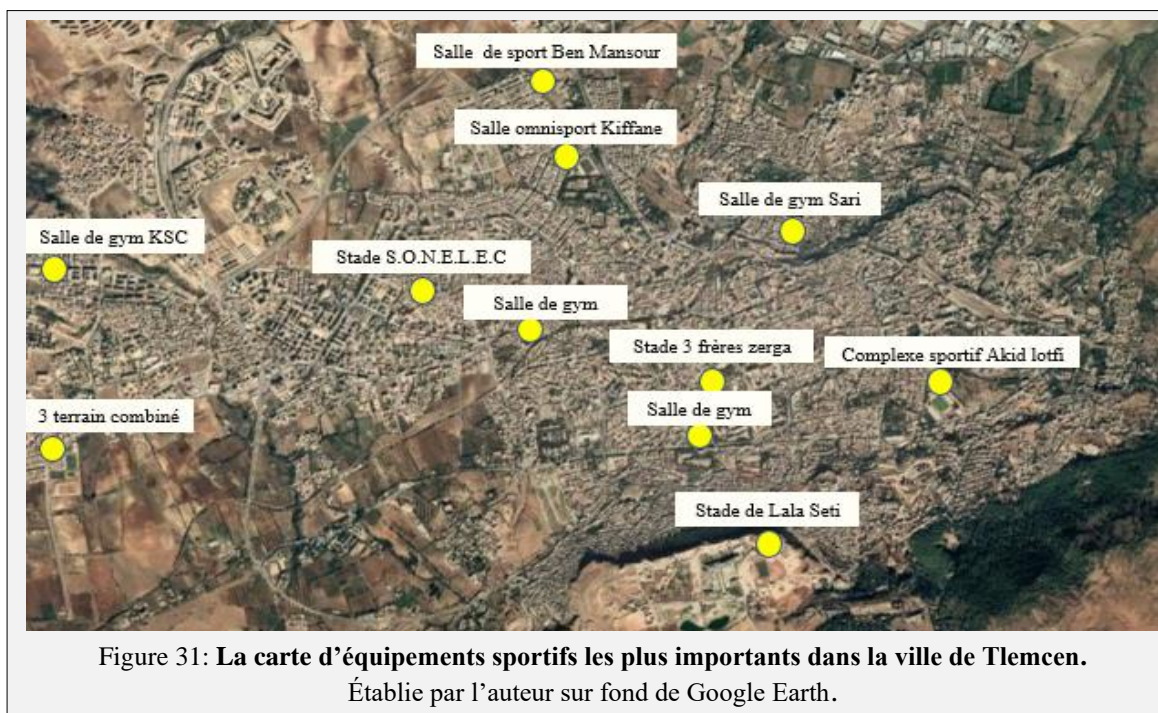 Salle de sport Ben Mansour
Salle omnisport Kiffane
Salle de gym Sari
Salle de gym KSC
Stade S.O.N.E.L.E.C
Salle de gym
Stade 3 frères zerga
Complexe sportif Akid lotfi
3 terrain combiné
Salle de gym
Stade de Lala Seti
Figure 31: La carte d’équipements sportifs les plus importants dans la ville de Tlemcen.
Établie par l’auteur sur fond de Google Earth.